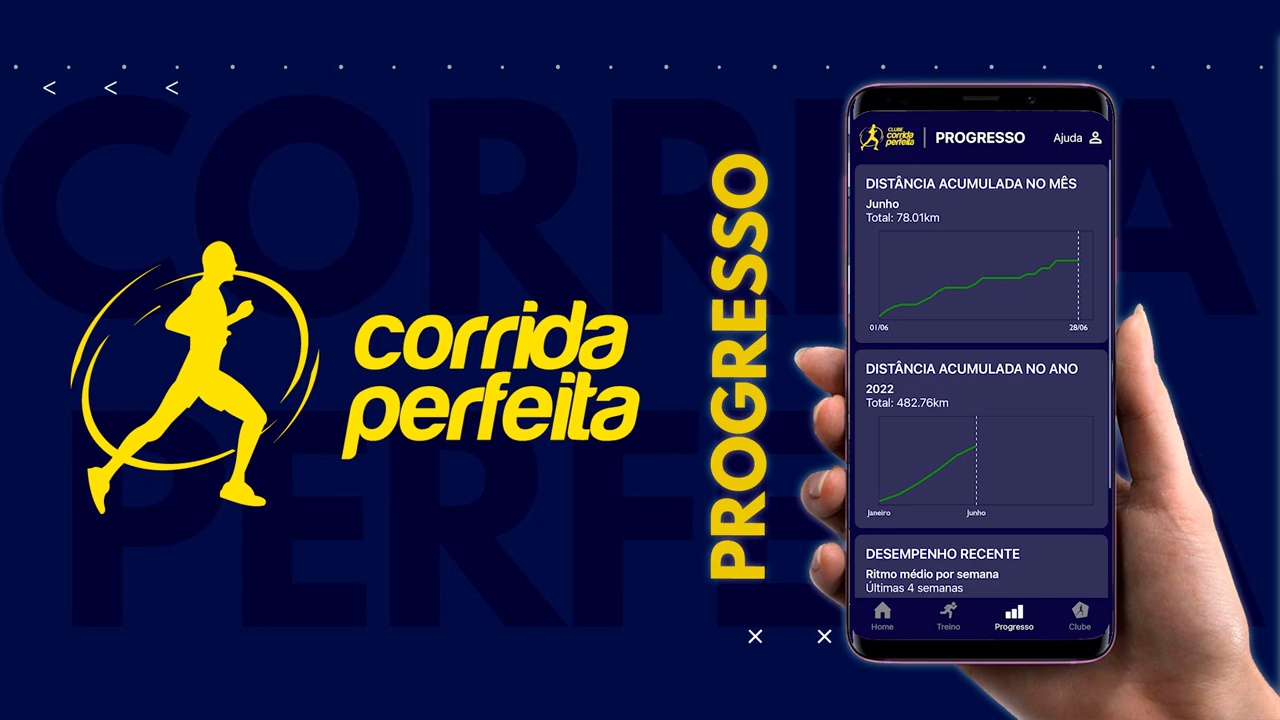 CORRIDA
PERFEITA
corrida
perfeita
PROGRESSO
CLUBE
corrida
perfeita
PROGRESSO
Ajuda
DISTÂNCIA ACUMULADA NO MÊS
Junho
Total: 78.01km
01/06
28/06
DISTÂNCIA ACUMULADA NO ANO
2022
Total: 482.76km
Janeiro
Junho
DESEMPENHO RECENTE
Ritmo médio por semana
Últimas 4 semanas
Home
Treino
Progresso
Clube